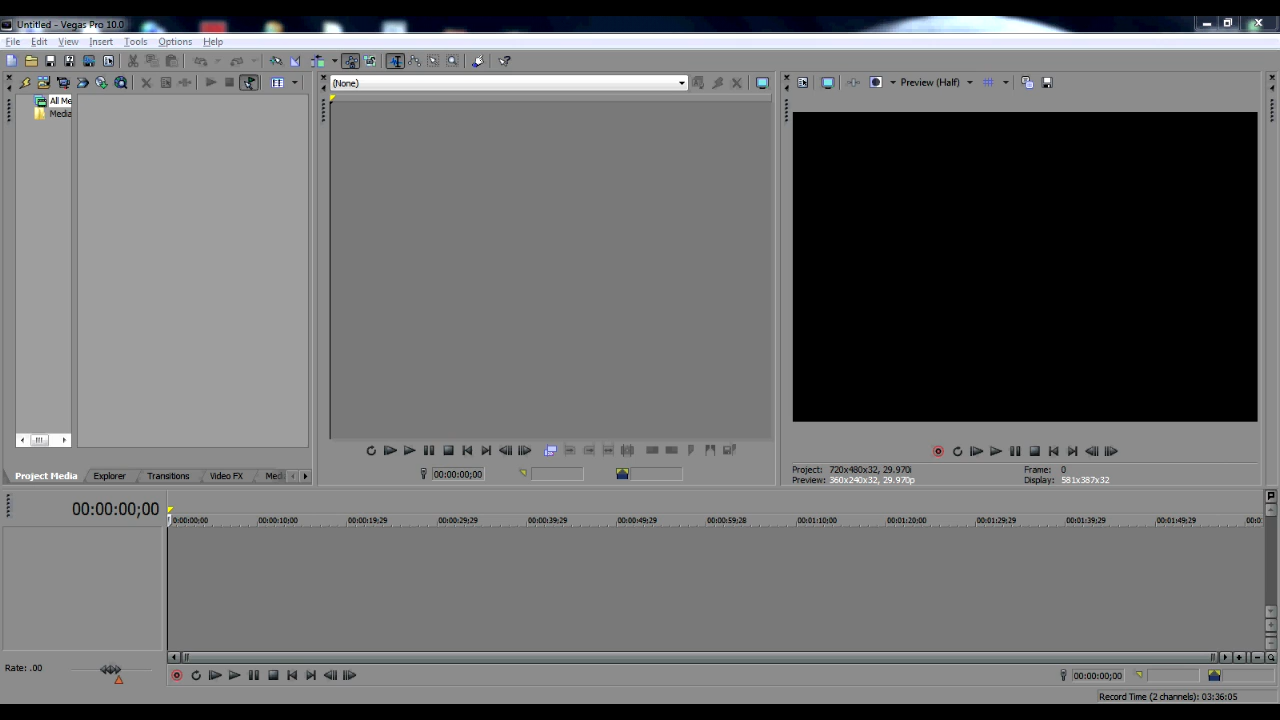 Untitled - Vegas Pro 10.0
File Edit View Insert Tools Options Help
(None)
Preview (Half)
All Me
Media
Project Media Explorer Transitions Video FX Med
00:00:00;00
Project: 720x480x32, 29.970i
Preview: 360x240x32, 29.970p
Frame: 0
Display: 581x387x32
00:00:00;00
00:00:00;00 00:00:10;00 00:00:19;29 00:00:29;29 00:00:39;29 00:00:49;29 00:00:59;28 00:01:10;00 00:01:20;00 00:01:29;29 00:01:39;29 00:01:49;29 00:0
Rate: .00
00:00:00;00
Record Time (2 channels): 03:36:05